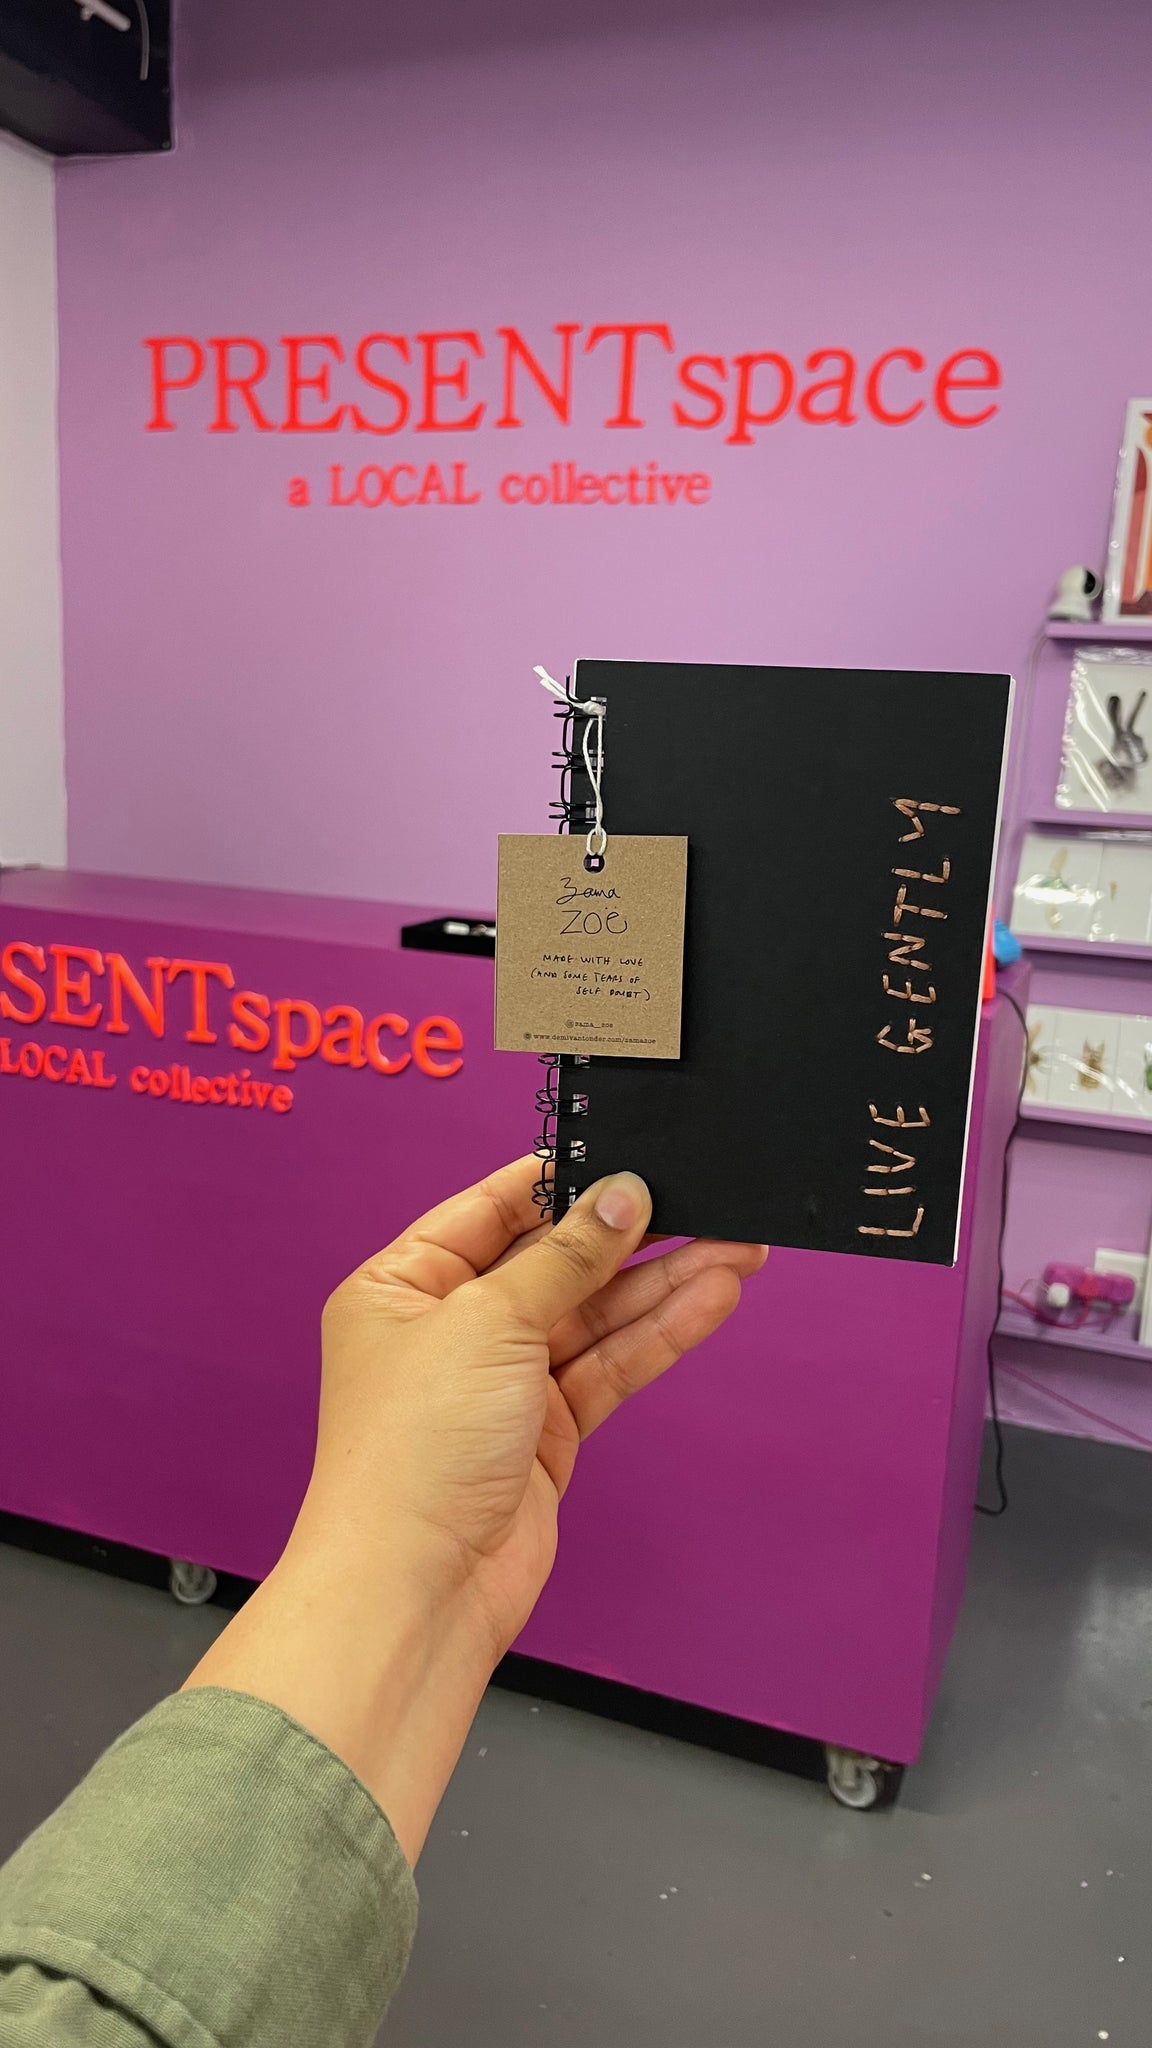 PRESENTspace
a LOCAL collective
zama
ZOË
MADE WITH LOVE
(AND SOME TEARS OF
SELF DOUBT)
@zama__zoe
www.demivantonder.com/zamazoe
LIVE GENTLY
SENTspace
LOCAL collective